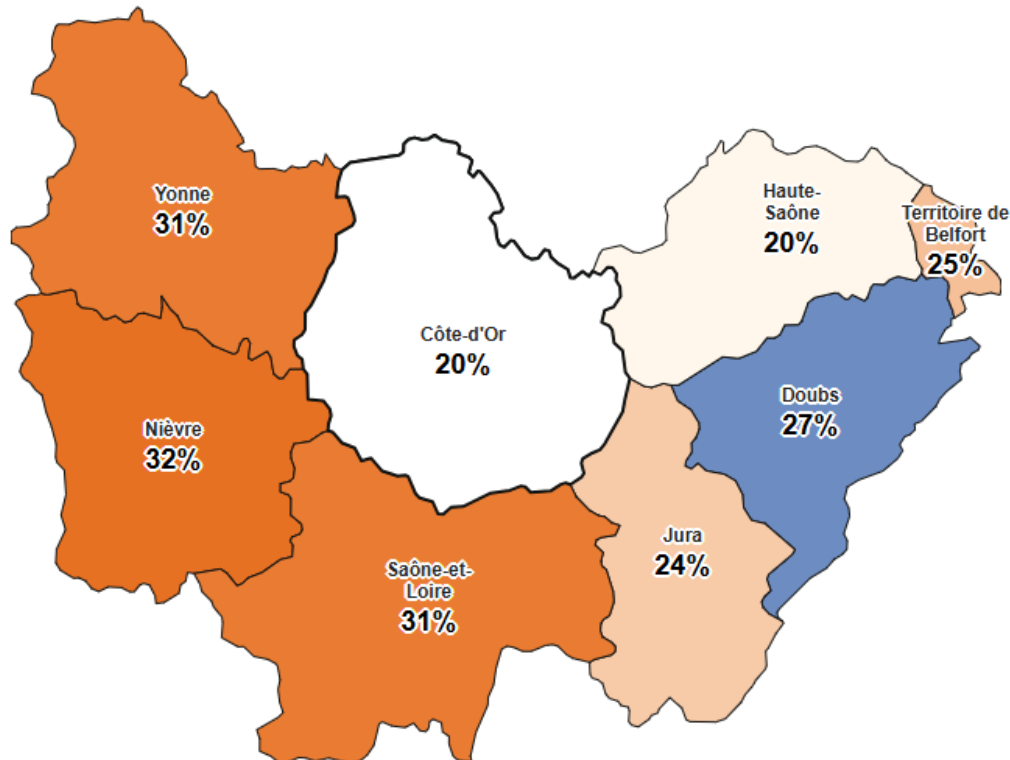 Yonne
31%
Haute-
Saône
20%
Territoire de
Belfort
25%
Côte-d'Or
20%
Doubs
27%
Nièvre
32%
Jura
24%
Saône-et-
Loire
31%